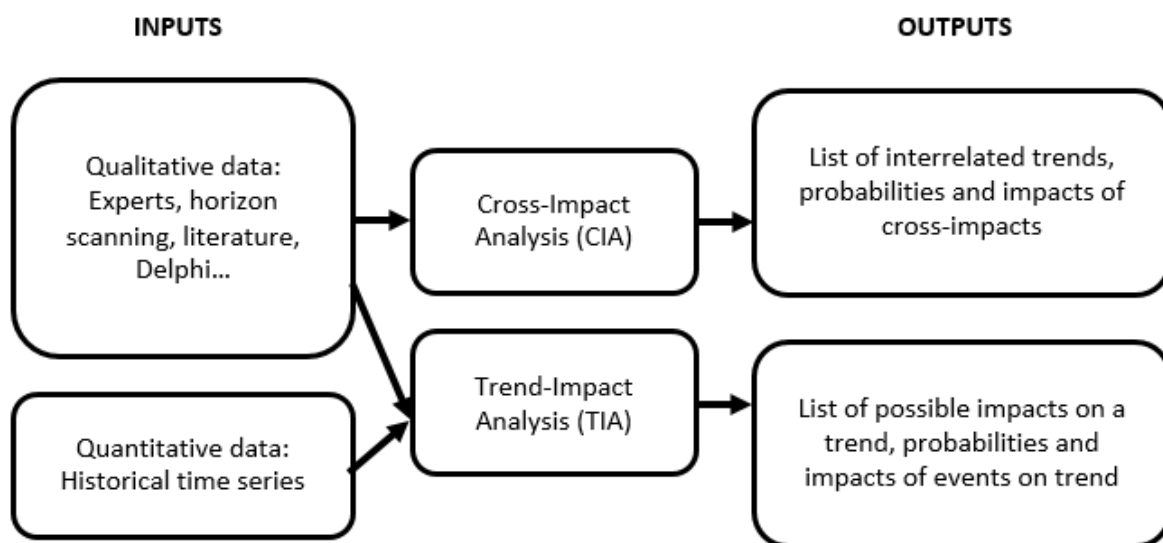 INPUTS
OUTPUTS
Qualitative data:
Experts, horizon
scanning, literature,
Delphi...
Cross-Impact
Analysis (CIA)
List of interrelated trends,
probabilities and impacts of
cross-impacts
Quantitative data:
Historical time series
Trend-Impact
Analysis (TIA)
List of possible impacts on a
trend, probabilities and
impacts of events on trend